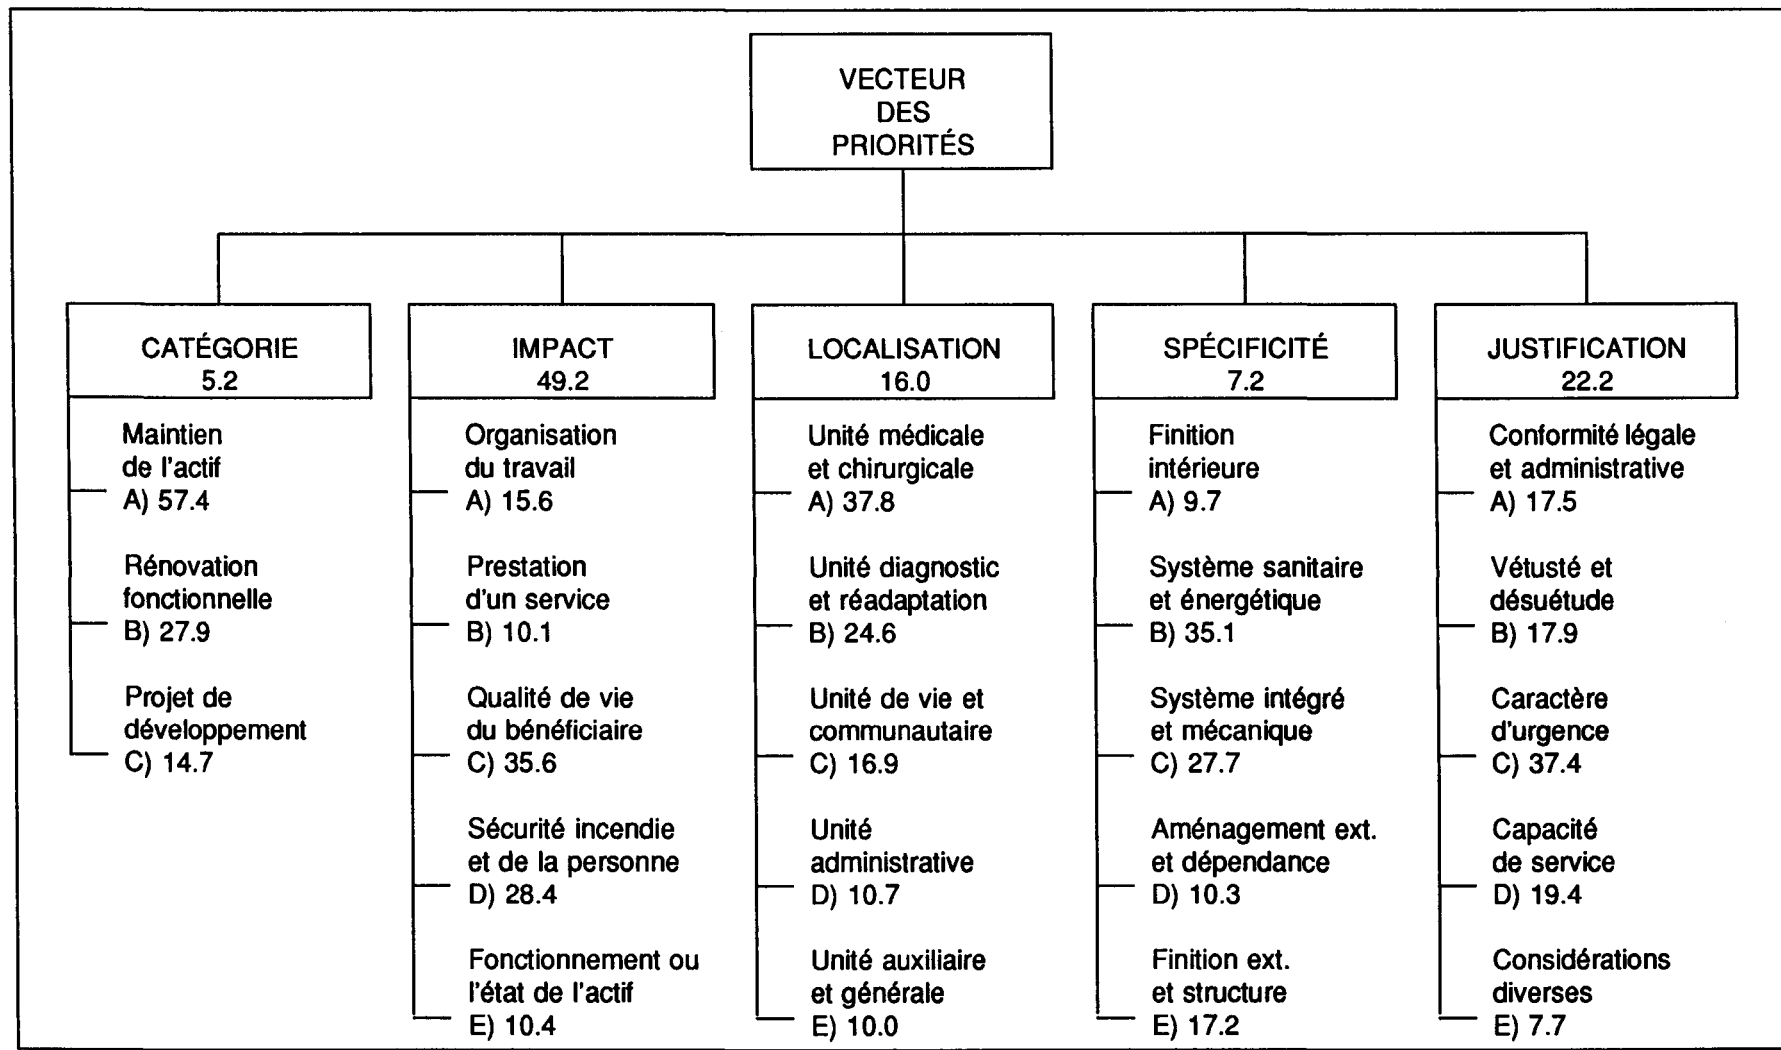 VECTEUR
DES
PRIORITÉS
CATÉGORIE
5.2
Maintien
de l'actif
A) 57.4
Rénovation
fonctionnelle
B) 27.9
Projet de
développement
C) 14.7
IMPACT
49.2
Organisation
du travail
A) 15.6
Prestation
d'un service
B) 10.1
Qualité de vie
du bénéficiaire
C) 35.6
Sécurité incendie
et de la personne
D) 28.4
Fonctionnement ou
l'état de l'actif
E) 10.4
LOCALISATION
16.0
Unité médicale
et chirurgicale
A) 37.8
Unité diagnostic
et réadaptation
B) 24.6
Unité de vie et
communautaire
C) 16.9
Unité
administrative
D) 10.7
Unité auxiliaire
et générale
E) 10.0
SPÉCIFICITÉ
7.2
Finition
intérieure
A) 9.7
Système sanitaire
et énergétique
B) 35.1
Système intégré
et mécanique
C) 27.7
Aménagement ext.
et dépendance
D) 10.3
Finition ext.
et structure
E) 17.2
JUSTIFICATION
22.2
Conformité légale
et administrative
A) 17.5
Vétusté et
désuétude
B) 17.9
Caractère
d'urgence
C) 37.4
Capacité
de service
D) 19.4
Considérations
diverses
E) 7.7